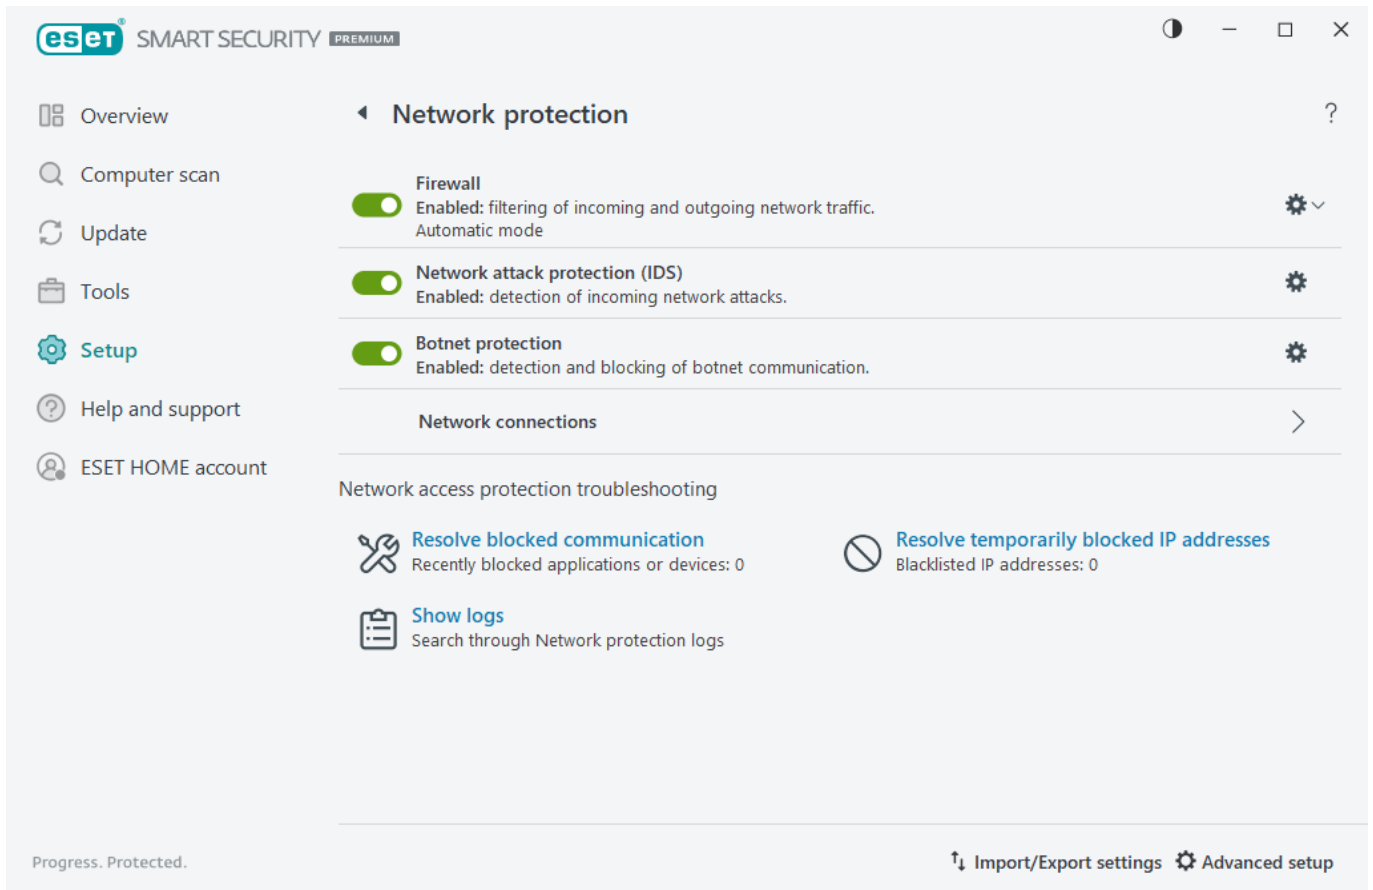 eset® SMART SECURITY PREMIUM
Overview
Computer scan
Update
Tools
Setup
Help and support
ESET HOME account
Network protection
?
Firewall
Enabled: filtering of incoming and outgoing network traffic.
Automatic mode
Network attack protection (IDS)
Enabled: detection of incoming network attacks.
Botnet protection
Enabled: detection and blocking of botnet communication.
Network connections
Network access protection troubleshooting
Resolve blocked communication
Recently blocked applications or devices: 0
Resolve temporarily blocked IP addresses
Blacklisted IP addresses: 0
Show logs
Search through Network protection logs
Progress. Protected.
Import/Export settings
Advanced setup